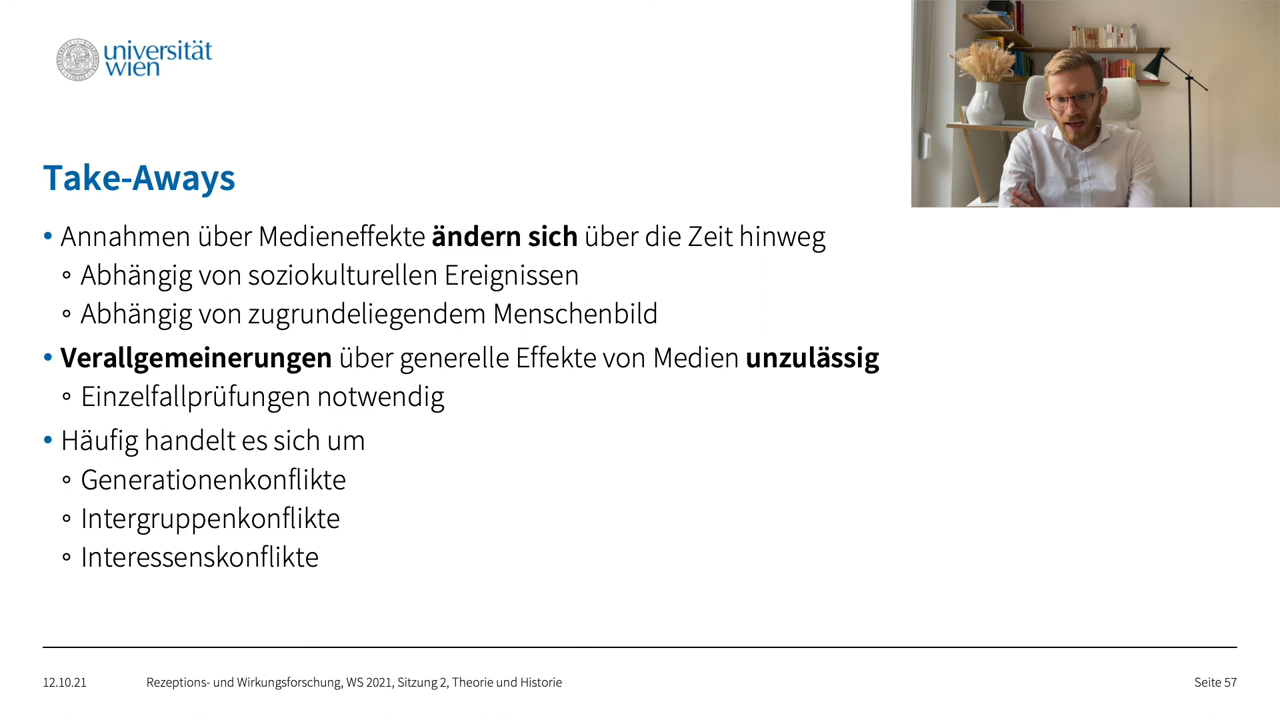 universität
wien
Take-Aways
• Annahmen über Medieneffekte ändern sich über die Zeit hinweg
∘ Abhängig von soziokulturellen Ereignissen
∘ Abhängig von zugrundeliegendem Menschenbild
• Verallgemeinerungen über generelle Effekte von Medien unzulässig
∘ Einzelfallprüfungen notwendig
• Häufig handelt es sich um
∘ Generationenkonflikte
∘ Intergruppenkonflikte
∘ Interessenskonflikte
12.10.21 Rezeptions- und Wirkungsforschung, WS 2021, Sitzung 2, Theorie und Historie Seite 57